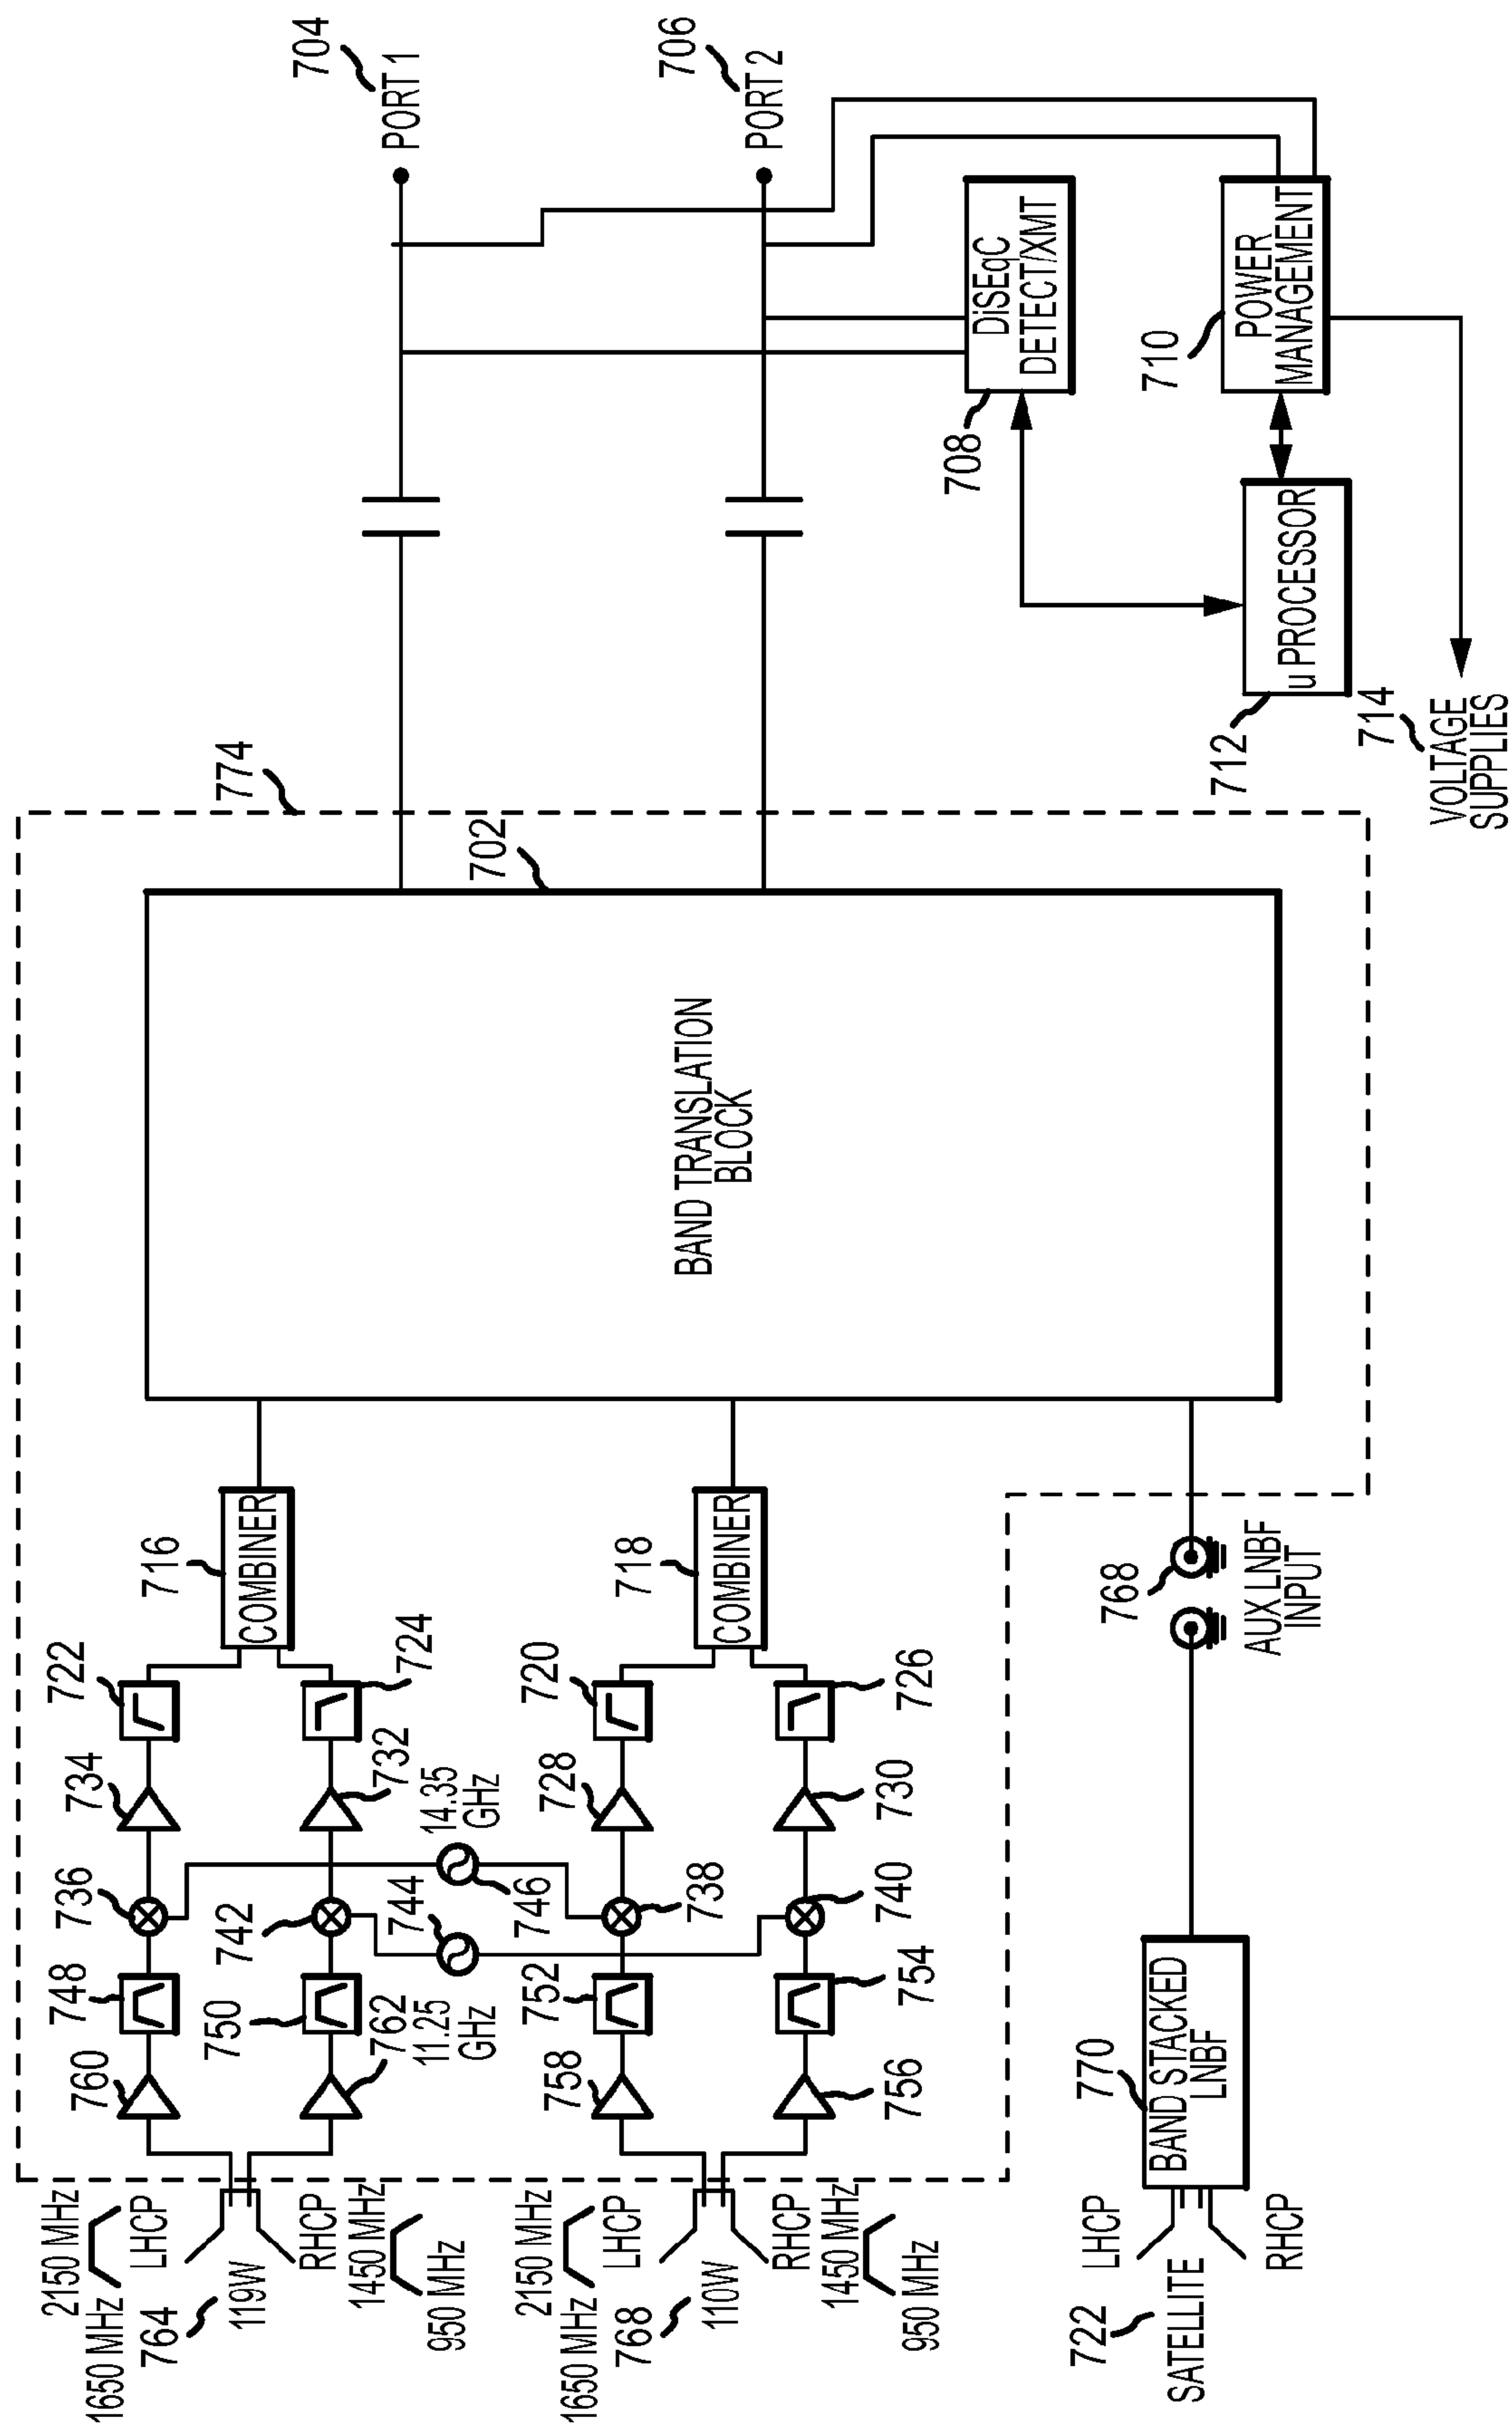 2150 MHz
1650 MHz
LHCP
764
119W
RHCP
1450 MHz
950 MHz
760
748
736
734
722
716
COMBINER
762
750
742
732
724
11.25
GHz
744
746
14.35
GHz
2150 MHz
1650 MHz
LHCP
768
110W
RHCP
1450 MHz
950 MHz
758
752
738
728
720
718
COMBINER
756
754
740
730
726
LHCP
722
SATELLITE
RHCP
770
BAND STACKED
LNBF
768
AUX LNBF
INPUT
BAND TRANSLATION
BLOCK
702
774
704
PORT 1
706
PORT 2
DiSEqC
DETECT/XMT
708
POWER
MANAGEMENT
710
u PROCESSOR
712
714
VOLTAGE
SUPPLIES